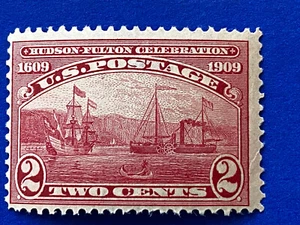 HUDSON-FULTON CELEBRATION
1609 1909
U.S. POSTAGE
2 2
TWO CENTS